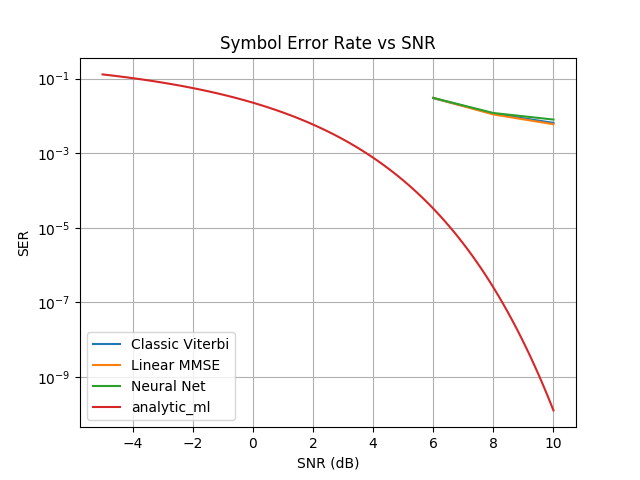 Symbol Error Rate vs SNR
10⁻¹
10⁻³
10⁻⁵
10⁻⁷
10⁻⁹
SER
Classic Viterbi
Linear MMSE
Neural Net
analytic_ml
−4 −2 0 2 4 6 8 10
SNR (dB)